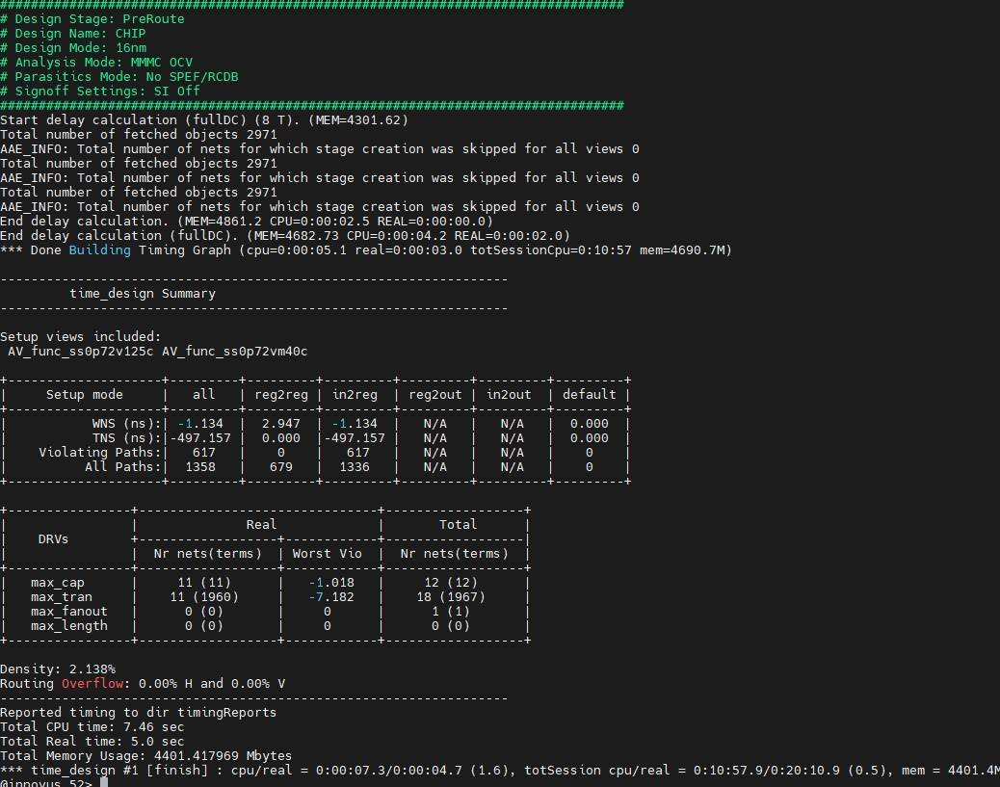 #################################################################################
# Design Stage: PreRoute
# Design Name: CHIP
# Design Mode: 16nm
# Analysis Mode: MMMC OCV
# Parasitics Mode: No SPEF/RCDB
# Signoff Settings: SI Off
#################################################################################
Start delay calculation (fullDC) (8 T). (MEM=4301.62)
Total number of fetched objects 2971
AAE_INFO: Total number of nets for which stage creation was skipped for all views 0
Total number of fetched objects 2971
AAE_INFO: Total number of nets for which stage creation was skipped for all views 0
Total number of fetched objects 2971
AAE_INFO: Total number of nets for which stage creation was skipped for all views 0
End delay calculation. (MEM=4861.2 CPU=0:00:02.5 REAL=0:00:00.0)
End delay calculation (fullDC). (MEM=4682.73 CPU=0:00:04.2 REAL=0:00:02.0)
*** Done Building Timing Graph (cpu=0:00:05.1 real=0:00:03.0 totSessionCpu=0:10:57 mem=4690.7M)
------------------------------------------------------------------
         time_design Summary
------------------------------------------------------------------
Setup views included:
 AV_func_ss0p72v125c AV_func_ss0p72vm40c
+--------------------+---------+---------+---------+---------+---------+---------+
|     Setup mode     |   all   | reg2reg | in2reg  | reg2out | in2out  | default |
+--------------------+---------+---------+---------+---------+---------+---------+
|           WNS (ns):| -1.134  |  2.947  | -1.134  |   N/A   |   N/A   |  0.000  |
|           TNS (ns):|-497.157 |  0.000  |-497.157 |   N/A   |   N/A   |  0.000  |
|    Violating Paths:|   617   |    0    |   617   |   N/A   |   N/A   |    0    |
|          All Paths:|  1358   |   679   |  1336   |   N/A   |   N/A   |    0    |
+--------------------+---------+---------+---------+---------+---------+---------+
+----------------+-------------------------------+------------------+
|                |              Real             |       Total      |
|    DRVs        +------------------+------------+------------------|
|                |  Nr nets(terms)  | Worst Vio  |  Nr nets(terms)  |
+----------------+------------------+------------+------------------+
|   max_cap      |     11 (11)      |   -1.018   |     12 (12)      |
|   max_tran     |    11 (1960)     |   -7.182   |    18 (1967)     |
|   max_fanout   |      0 (0)       |     0      |      1 (1)       |
|   max_length   |      0 (0)       |     0      |      0 (0)       |
+----------------+------------------+------------+------------------+
Density: 2.138%
Routing Overflow: 0.00% H and 0.00% V
------------------------------------------------------------------
Reported timing to dir timingReports
Total CPU time: 7.46 sec
Total Real time: 5.0 sec
Total Memory Usage: 4401.417969 Mbytes
*** time_design #1 [finish] : cpu/real = 0:00:07.3/0:00:04.7 (1.6), totSession cpu/real = 0:10:57.9/0:20:10.9 (0.5), mem = 4401.4M
@innovus 52>